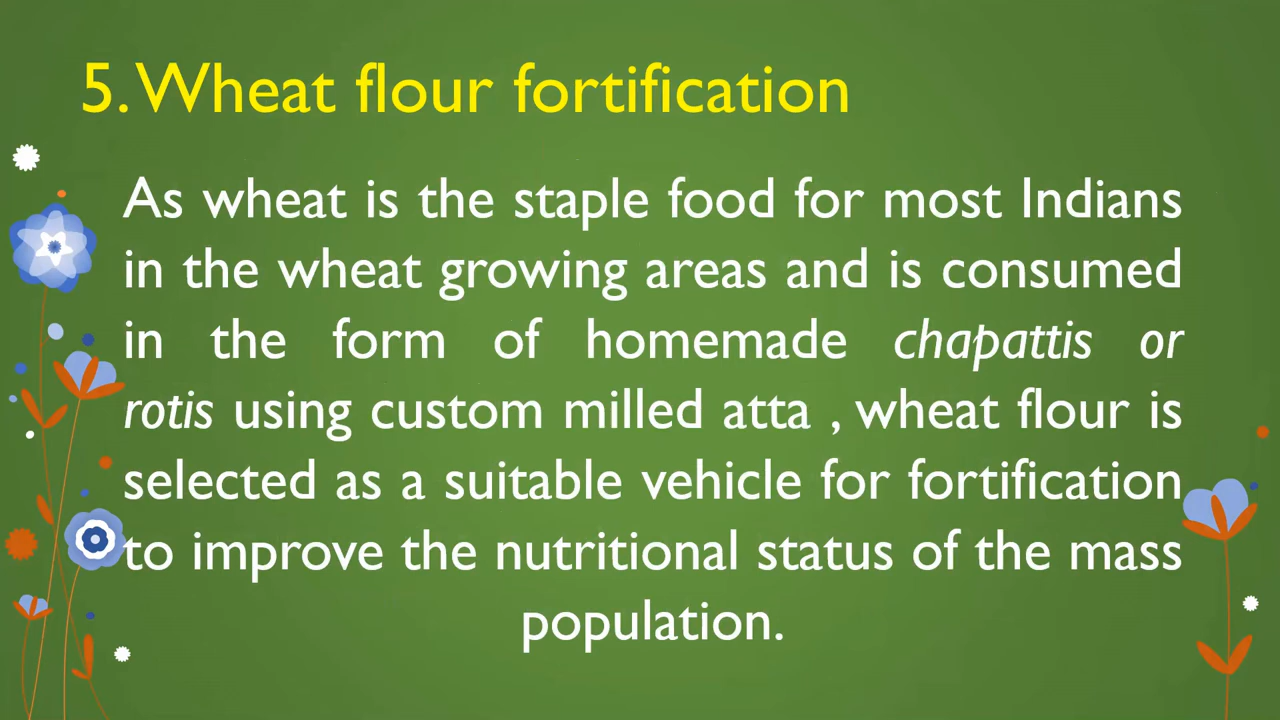 5. Wheat flour fortification
As wheat is the staple food for most Indians
in the wheat growing areas and is consumed
in the form of homemade chapattis or
rotis using custom milled atta , wheat flour is
selected as a suitable vehicle for fortification
to improve the nutritional status of the mass
population.